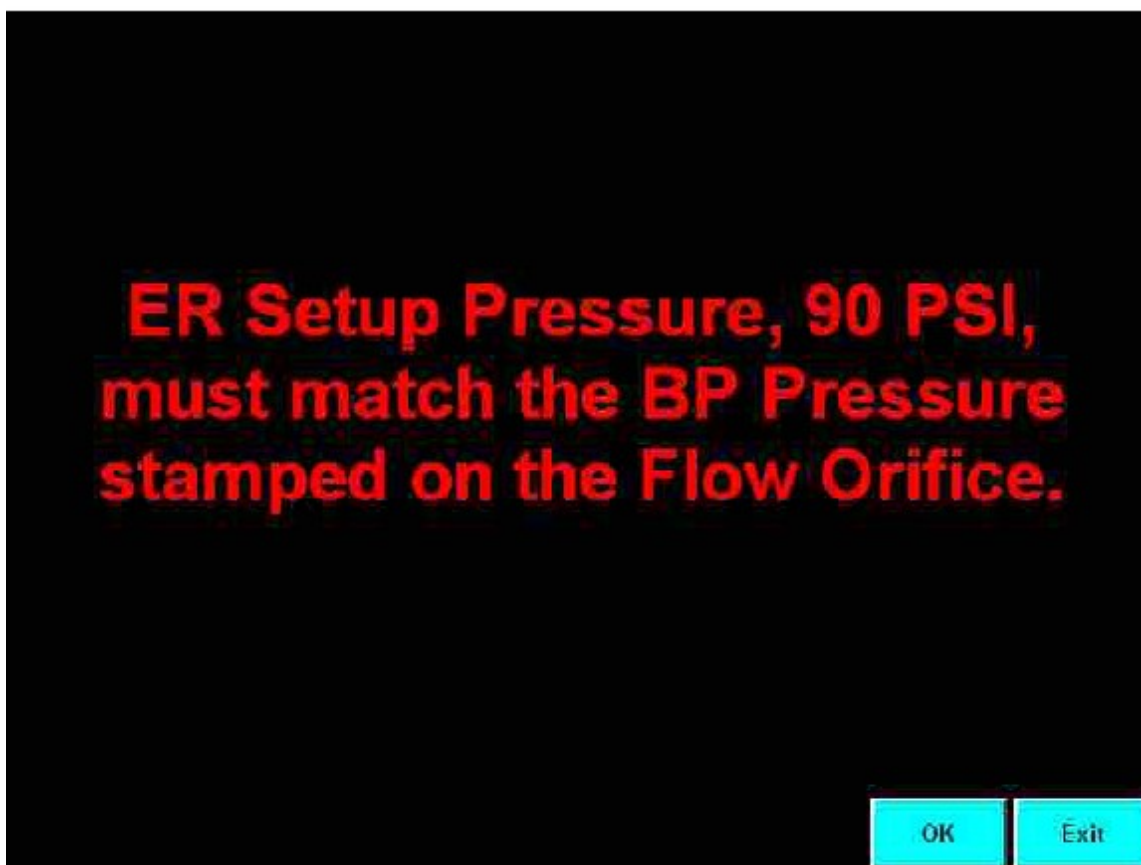 ER Setup Pressure, 90 PSI,
must match the BP Pressure
stamped on the Flow Orifice.
OK
Exit